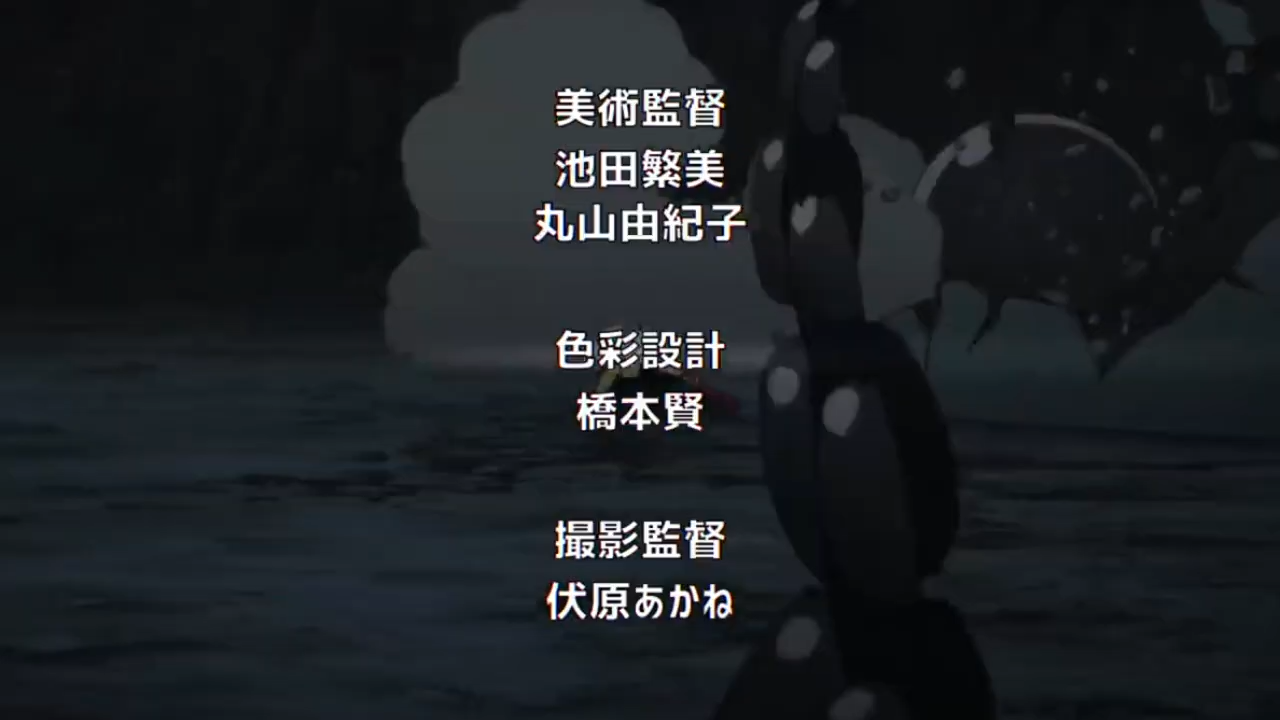 美術監督
池田繁美
丸山由紀子
色彩設計
橋本賢
撮影監督
伏原あかね